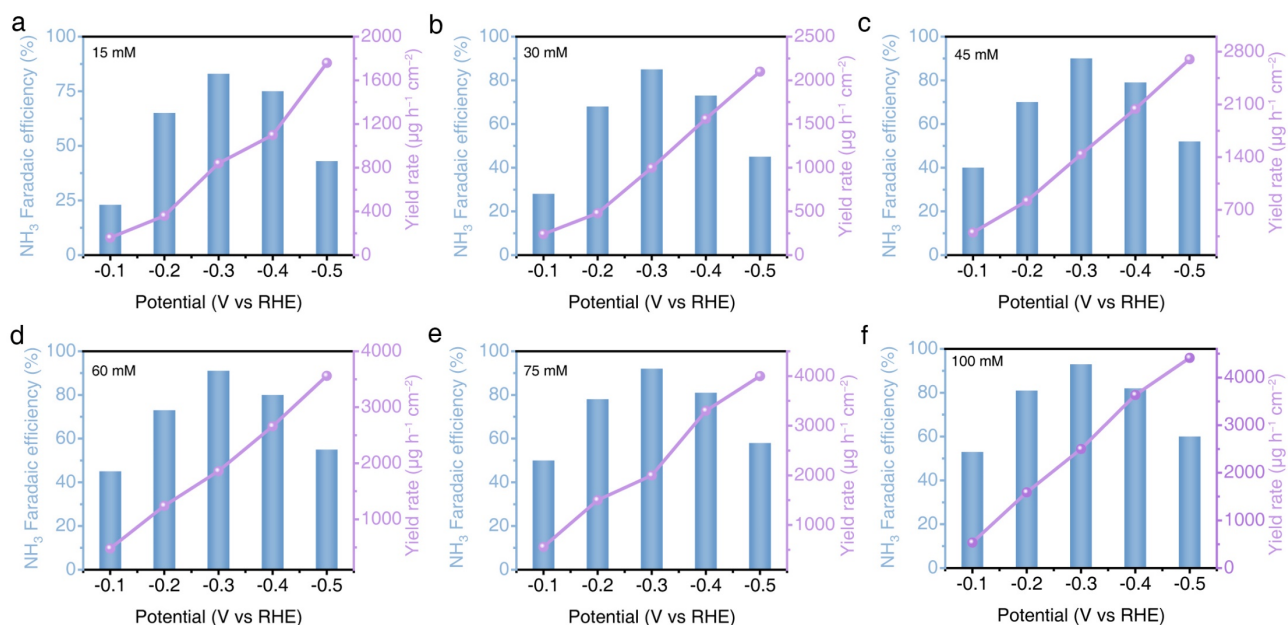 a
15 mM
NH₃ Faradaic efficiency (%)
100
75
50
25
0
2000
1600
1200
800
400
0
Yield rate (µg h⁻¹ cm⁻²)
-0.1 -0.2 -0.3 -0.4 -0.5
Potential (V vs RHE)
b
30 mM
NH₃ Faradaic efficiency (%)
100
80
60
40
20
0
2500
2000
1500
1000
500
0
Yield rate (µg h⁻¹ cm⁻²)
-0.1 -0.2 -0.3 -0.4 -0.5
Potential (V vs RHE)
c
45 mM
NH₃ Faradaic efficiency (%)
100
80
60
40
20
0
2800
2100
1400
700
Yield rate (µg h⁻¹ cm⁻²)
-0.1 -0.2 -0.3 -0.4 -0.5
Potential (V vs RHE)
d
60 mM
NH₃ Faradaic efficiency (%)
100
80
60
40
20
0
4000
3000
2000
1000
Yield rate (µg h⁻¹ cm⁻²)
-0.1 -0.2 -0.3 -0.4 -0.5
Potential (V vs RHE)
e
75 mM
NH₃ Faradaic efficiency (%)
100
80
60
40
20
0
4000
3000
2000
1000
Yield rate (µg h⁻¹ cm⁻²)
-0.1 -0.2 -0.3 -0.4 -0.5
Potential (V vs RHE)
f
100 mM
NH₃ Faradaic efficiency (%)
100
80
60
40
20
0
4000
3000
2000
1000
0
Yield rate (µg h⁻¹ cm⁻²)
-0.1 -0.2 -0.3 -0.4 -0.5
Potential (V vs RHE)